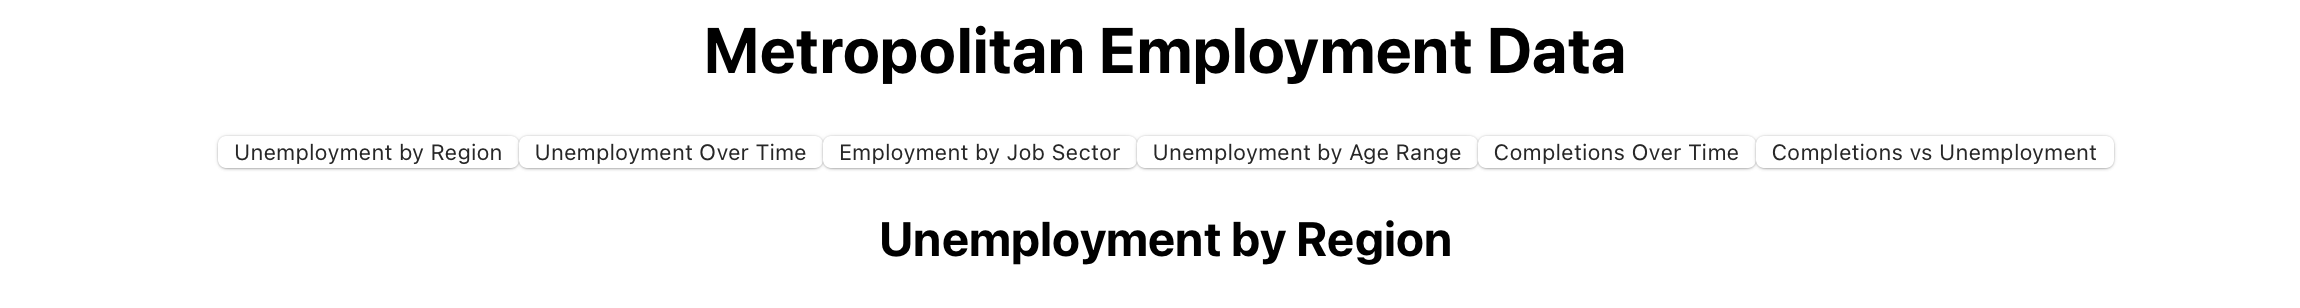 Metropolitan Employment Data
Unemployment by Region Unemployment Over Time Employment by Job Sector Unemployment by Age Range Completions Over Time Completions vs Unemployment
Unemployment by Region